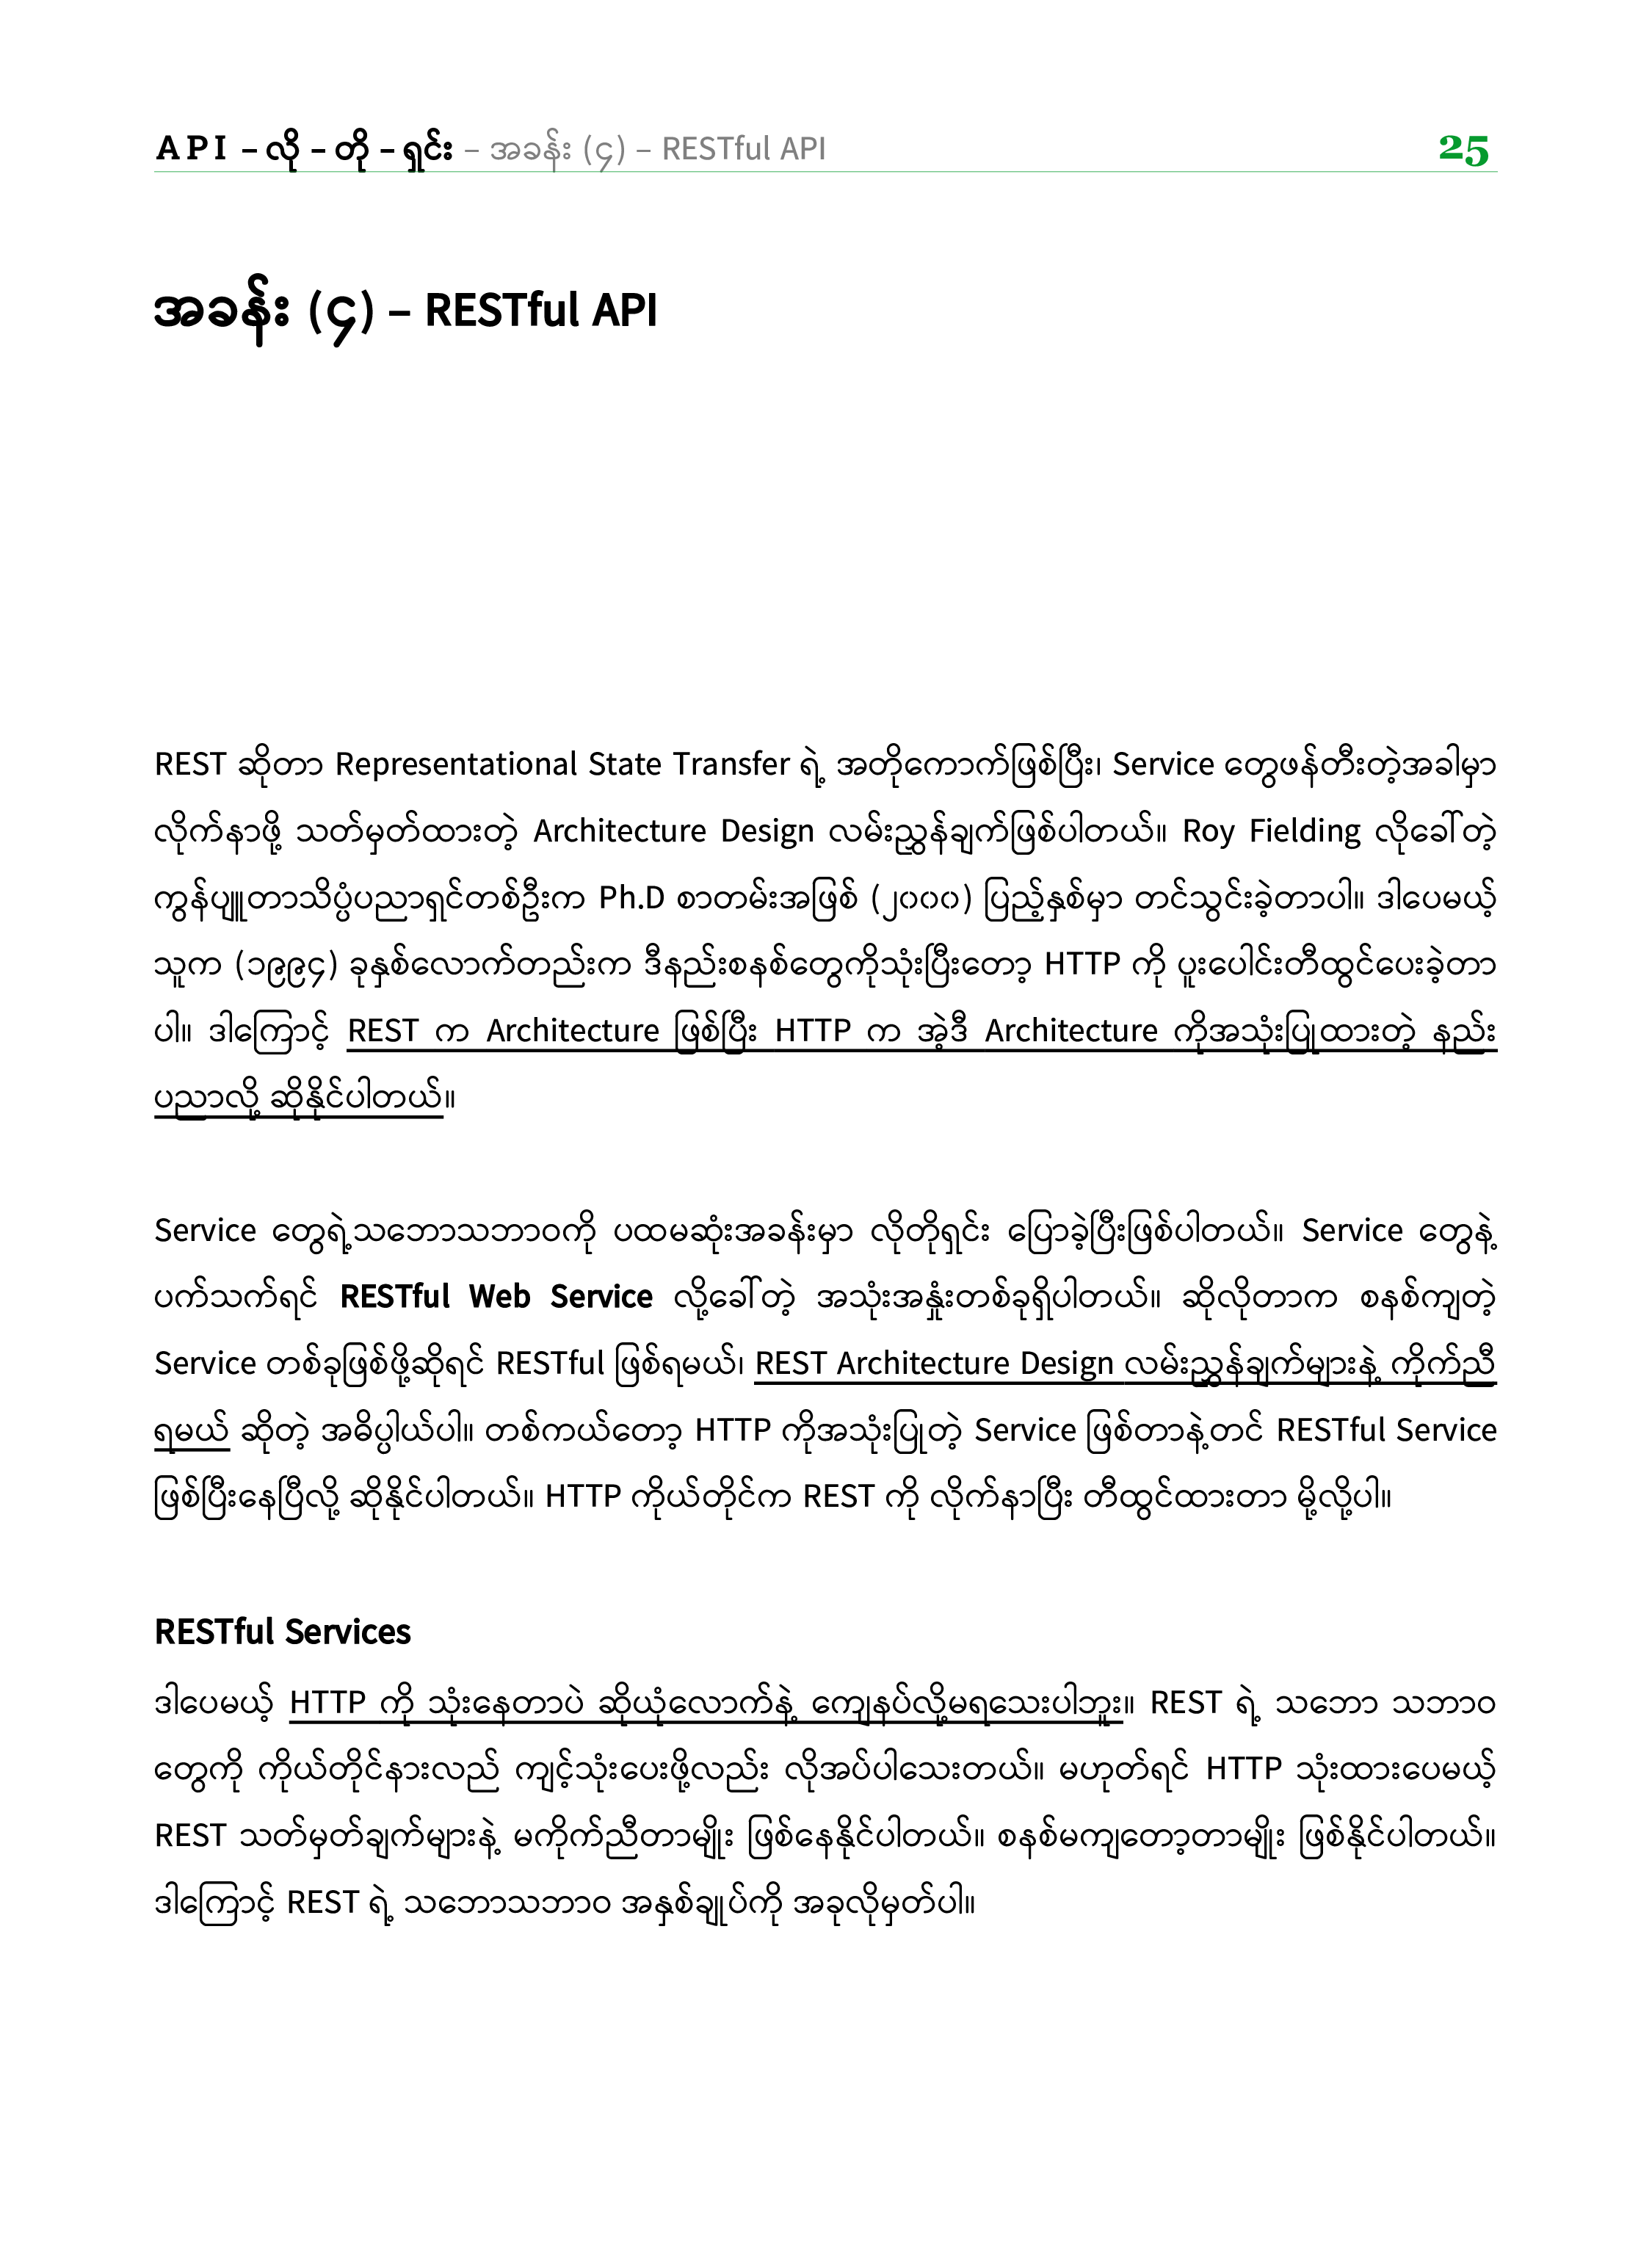 API – လို – တို – ရှင်း – အခန်း (၄) – RESTful API 25
အခန်း (၄) – RESTful API
REST ဆိုတာ Representational State Transfer ရဲ့ အတိုကောက်ဖြစ်ပြီး၊ Service တွေဖန်တီးတဲ့အခါမှာ
လိုက်နာဖို့ သတ်မှတ်ထားတဲ့ Architecture Design လမ်းညွှန်ချက်ဖြစ်ပါတယ်။ Roy Fielding လိုခေါ်တဲ့
ကွန်ပျူတာသိပ္ပံပညာရှင်တစ်ဦးက Ph.D စာတမ်းအဖြစ် (၂၀၀၀) ပြည့်နှစ်မှာ တင်သွင်းခဲ့တာပါ။ ဒါပေမယ့်
သူက (၁၉၉၄) ခုနှစ်လောက်တည်းက ဒီနည်းစနစ်တွေကိုသုံးပြီးတော့ HTTP ကို ပူးပေါင်းတီထွင်ပေးခဲ့တာ
ပါ။ ဒါကြောင့် REST က Architecture ဖြစ်ပြီး HTTP က အဲ့ဒီ Architecture ကိုအသုံးပြုထားတဲ့ နည်း
ပညာလို့ ဆိုနိုင်ပါတယ်။
Service တွေရဲ့သဘောသဘာဝကို ပထမဆုံးအခန်းမှာ လိုတိုရှင်း ပြောခဲ့ပြီးဖြစ်ပါတယ်။ Service တွေနဲ့
ပက်သက်ရင် RESTful Web Service လို့ခေါ်တဲ့ အသုံးအနှုံးတစ်ခုရှိပါတယ်။ ဆိုလိုတာက စနစ်ကျတဲ့
Service တစ်ခုဖြစ်ဖို့ဆိုရင် RESTful ဖြစ်ရမယ်၊ REST Architecture Design လမ်းညွှန်ချက်များနဲ့ ကိုက်ညီ
ရမယ် ဆိုတဲ့ အဓိပ္ပါယ်ပါ။ တစ်ကယ်တော့ HTTP ကိုအသုံးပြုတဲ့ Service ဖြစ်တာနဲ့တင် RESTful Service
ဖြစ်ပြီးနေပြီလို့ ဆိုနိုင်ပါတယ်။ HTTP ကိုယ်တိုင်က REST ကို လိုက်နာပြီး တီထွင်ထားတာ မို့လို့ပါ။
RESTful Services
ဒါပေမယ့် HTTP ကို သုံးနေတာပဲ ဆိုယုံလောက်နဲ့ ကျေနပ်လို့မရသေးပါဘူး။ REST ရဲ့ သဘော သဘာဝ
တွေကို ကိုယ်တိုင်နားလည် ကျင့်သုံးပေးဖို့လည်း လိုအပ်ပါသေးတယ်။ မဟုတ်ရင် HTTP သုံးထားပေမယ့်
REST သတ်မှတ်ချက်များနဲ့ မကိုက်ညီတာမျိုး ဖြစ်နေနိုင်ပါတယ်။ စနစ်မကျတော့တာမျိုး ဖြစ်နိုင်ပါတယ်။
ဒါကြောင့် REST ရဲ့ သဘောသဘာဝ အနှစ်ချုပ်ကို အခုလိုမှတ်ပါ။